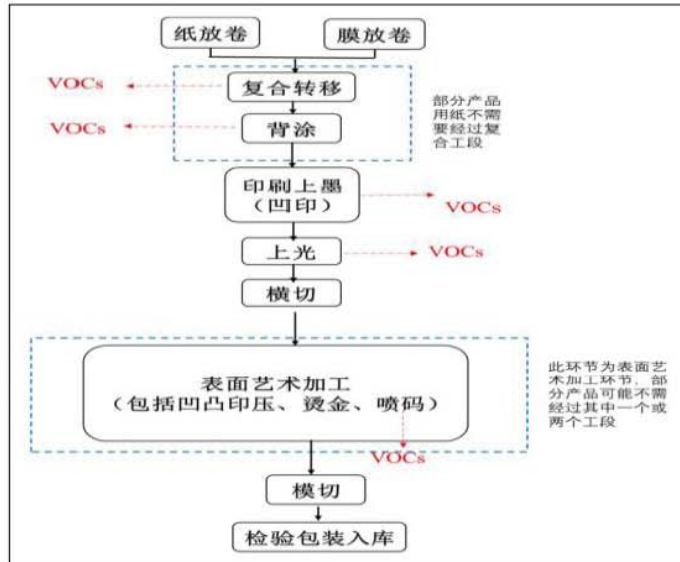 纸放卷
膜放卷
VOCs
复合转移
VOCs
背涂
部分产品
用纸不需
要经过复
合工段
印刷上墨
（凹印）
VOCs
上光
VOCs
横切
表面艺术加工
（包括凹凸印压、烫金、喷码）
此环节为表面艺
术加工环节，部
分产品可能不需
经过其中一个或
两个工段
VOCs
模切
检验包装入库